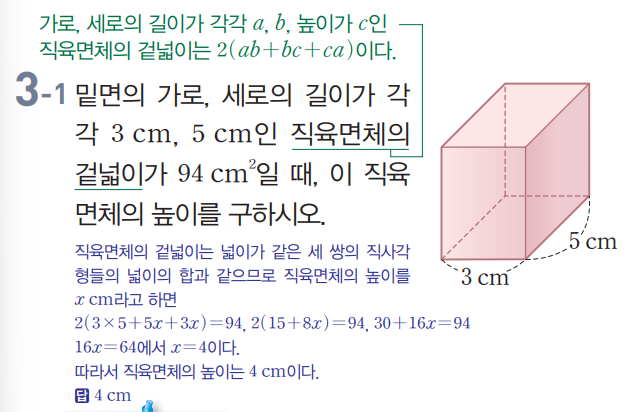 가로, 세로의 길이가 각각 a, b, 높이가 c인
직육면체의 겉넓이는 2(ab+bc+ca)이다.
3-1 밑면의 가로, 세로의 길이가 각
각 3 cm, 5 cm인 직육면체의
겉넓이가 94 cm²일 때, 이 직육
면체의 높이를 구하시오.
5 cm
3 cm
직육면체의 겉넓이는 넓이가 같은 세 쌍의 직사각
형들의 넓이의 합과 같으므로 직육면체의 높이를
x cm라고 하면
2(3×5+5x+3x)=94, 2(15+8x)=94, 30+16x=94
16x=64에서 x=4이다.
따라서 직육면체의 높이는 4 cm이다.
답 4 cm